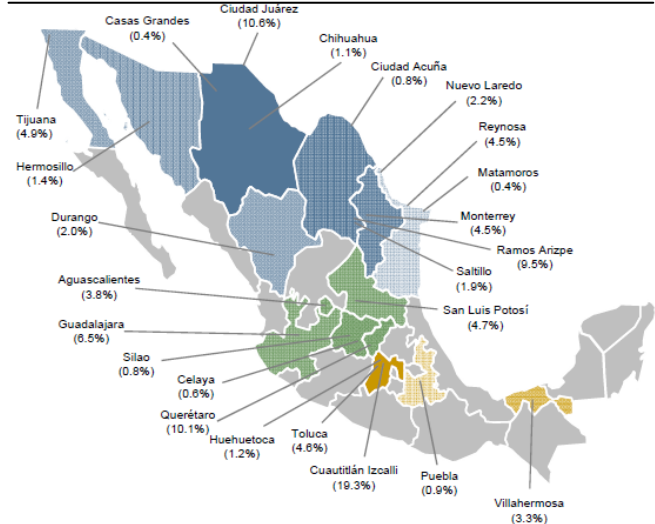 Ciudad Juárez
(10.6%)
Casas Grandes
(0.4%)
Chihuahua
(1.1%)
Ciudad Acuña
(0.8%)
Nuevo Laredo
(2.2%)
Reynosa
(4.5%)
Matamoros
(0.4%)
Tijuana
(4.9%)
Hermosillo
(1.4%)
Durango
(2.0%)
Monterrey
(4.5%)
Ramos Arizpe
(9.5%)
Saltillo
(1.9%)
Aguascalientes
(3.8%)
San Luis Potosí
(4.7%)
Guadalajara
(6.5%)
Silao
(0.8%)
Celaya
(0.6%)
Querétaro
(10.1%)
Huehuetoca
(1.2%)
Toluca
(4.6%)
Cuautitlán Izcalli
(19.3%)
Puebla
(0.9%)
Villahermosa
(3.3%)